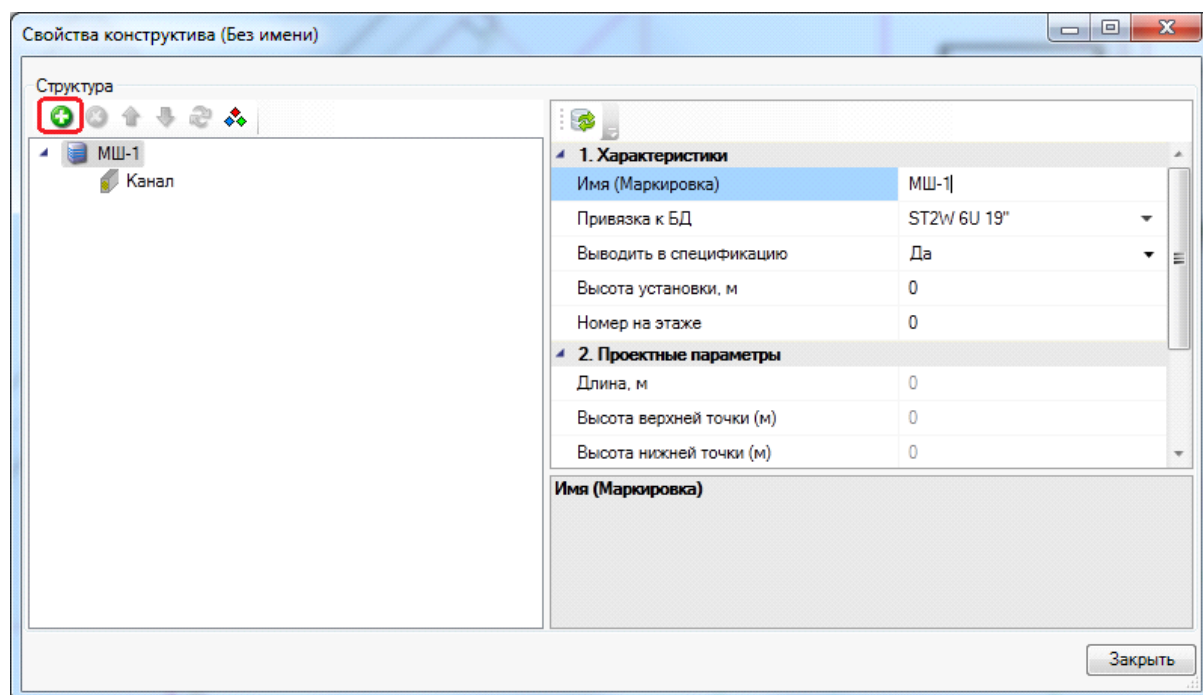 Свойства конструктива (Без имени)
Структура
МШ-1
Канал
1. Характеристики
Имя (Маркировка) МШ-1
Привязка к БД ST2W 6U 19"
Выводить в спецификацию Да
Высота установки, м 0
Номер на этаже 0
2. Проектные параметры
Длина, м 0
Высота верхней точки (м) 0
Высота нижней точки (м) 0
Имя (Маркировка)
Закрыть